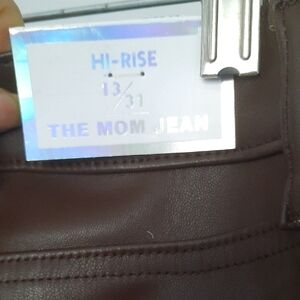 HI-RISE
13/31
THE MOM JEAN